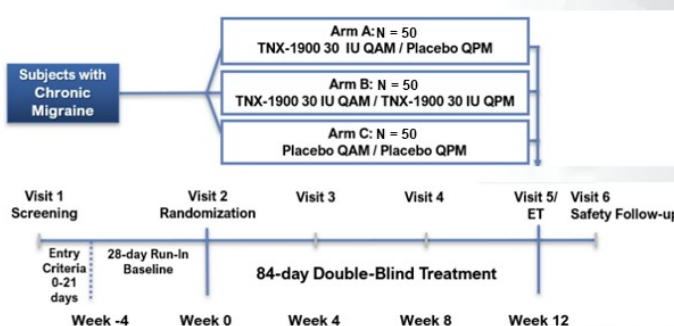 Subjects with
Chronic
Migraine
Arm A: N = 50
TNX-1900 30 IU QAM / Placebo QPM
Arm B: N = 50
TNX-1900 30 IU QAM / TNX-1900 30 IU QPM
Arm C: N = 50
Placebo QAM / Placebo QPM
Visit 1
Screening
Visit 2
Randomization
Visit 3
Visit 4
Visit 5/
ET
Visit 6
Safety Follow-up
Entry
Criteria
0-21
days
28-day Run-In
Baseline
84-day Double-Blind Treatment
Week -4
Week 0
Week 4
Week 8
Week 12